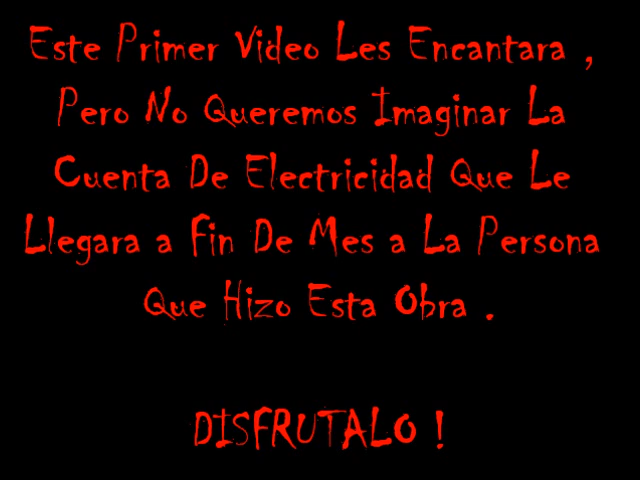 Este Primer Video Les Encantara ,
Pero No Queremos Imaginar La
Cuenta De Electricidad Que Le
Llegara a Fin De Mes a La Persona
Que Hizo Esta Obra .
DISFRUTALO !